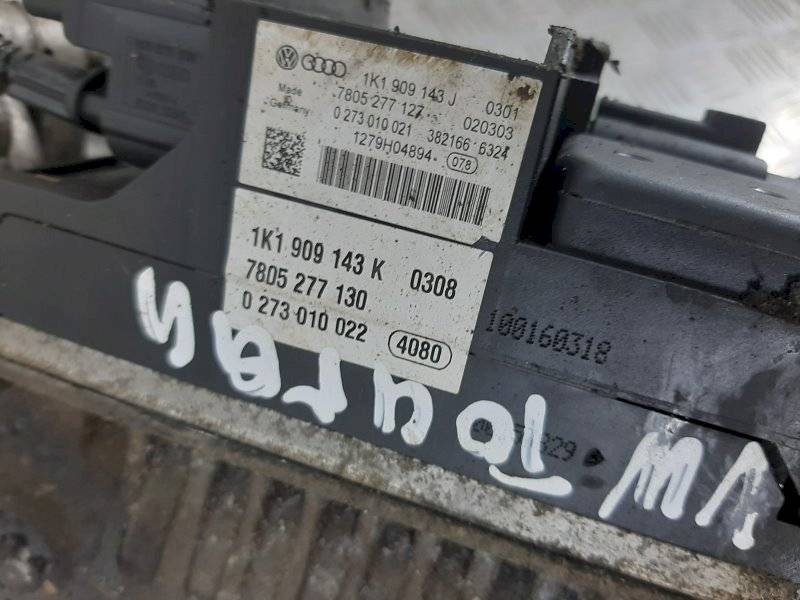 1K1 909 143 J 0301
Made in Germany
7805 277 127 020303
0 273 010 021 382166 6324
1279H04894 078
1K1 909 143 K 0308
7805 277 130
0 273 010 022 4080
100160318
VW Touran